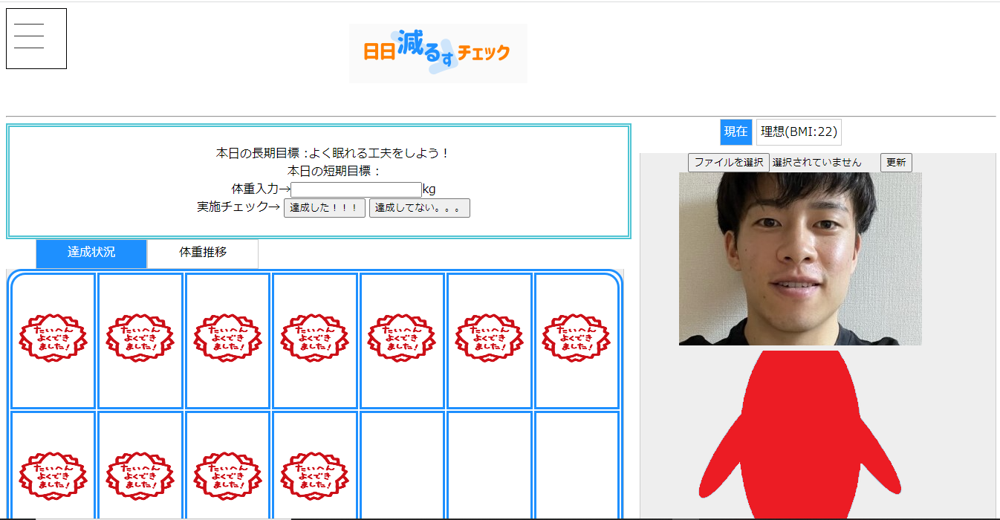 日日減るすチェック
本日の長期目標 :よく眠れる工夫をしよう！
本日の短期目標 :
体重入力→kg
実施チェック→ 達成した！！！ 達成してない。。。
達成状況 体重推移
たいへん
よくでき
ました!
たいへん
よくでき
ました!
たいへん
よくでき
ました!
たいへん
よくでき
ました!
たいへん
よくでき
ました!
たいへん
よくでき
ました!
たいへん
よくでき
ました!
たいへん
よくでき
ました!
たいへん
よくでき
ました!
たいへん
よくでき
ました!
たいへん
よくでき
ました!
現在 理想(BMI:22)
ファイルを選択 選択されていません 更新